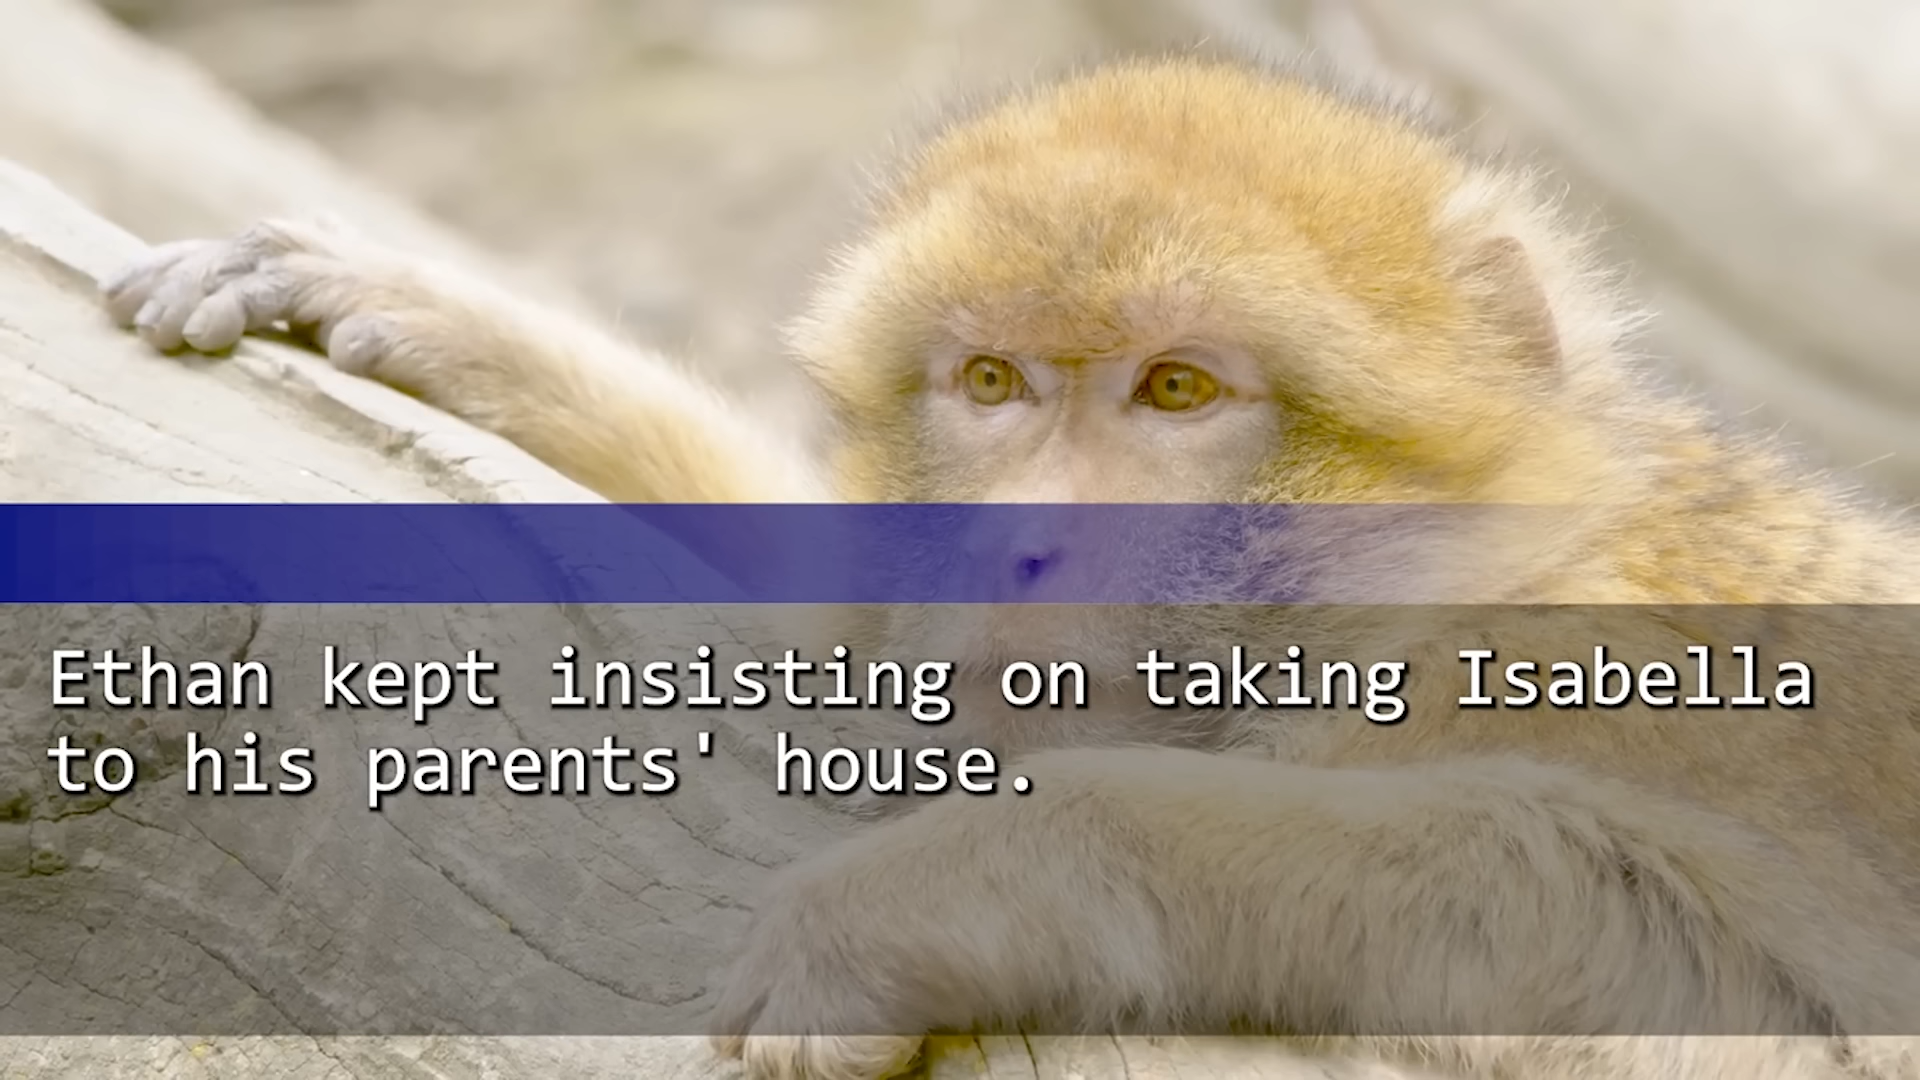 Ethan kept insisting on taking Isabella
to his parents' house.